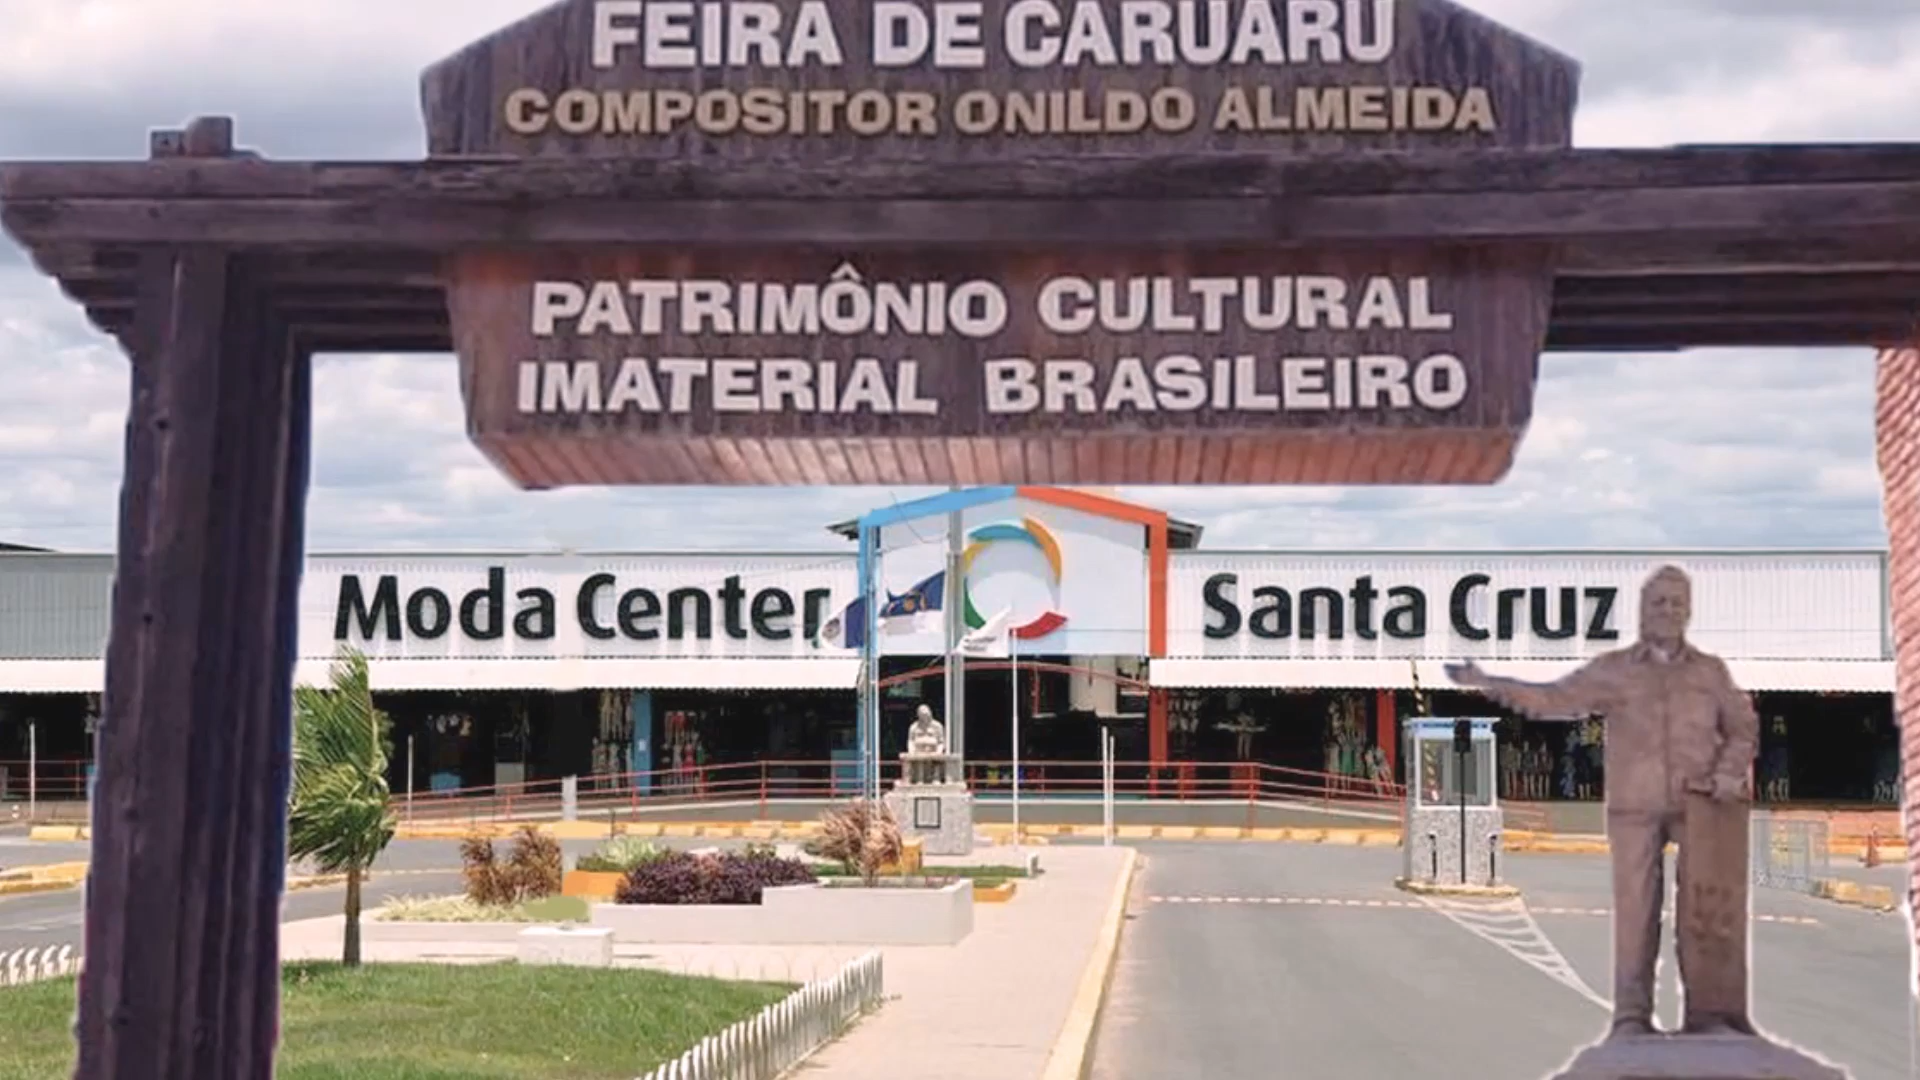 FEIRA DE CARUARU
COMPOSITOR ONILDO ALMEIDA
PATRIMÔNIO CULTURAL
IMATERIAL BRASILEIRO
Moda Center Santa Cruz